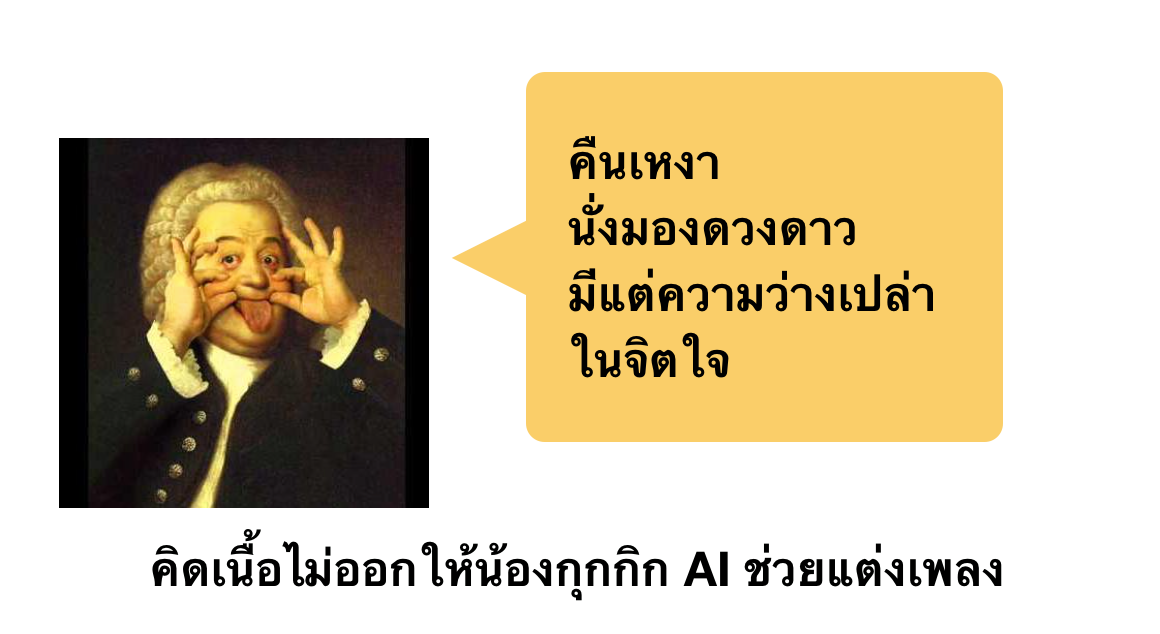 คืนเหงา
นั่งมองดวงดาว
มีแต่ความว่างเปล่า
ในจิตใจ
คิดเนื้อไม่ออกให้น้องกุกกิก AI ช่วยแต่งเพลง